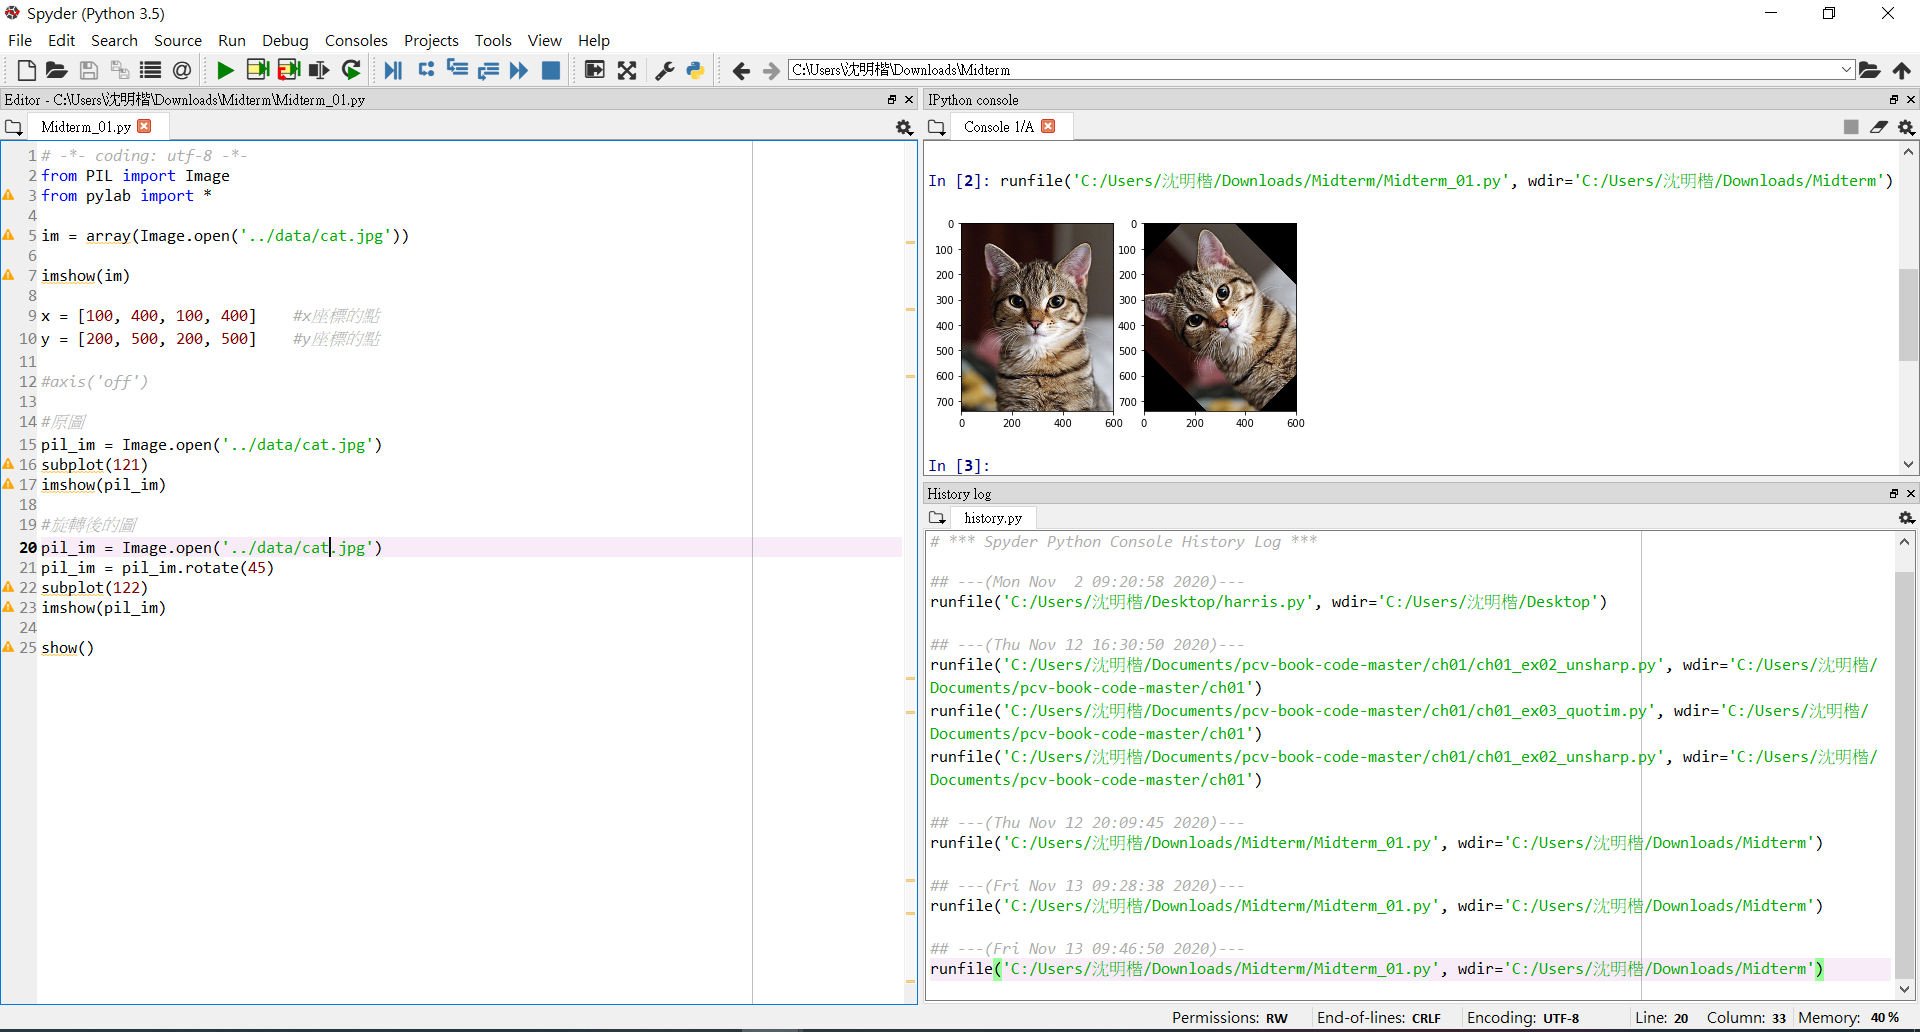 Spyder (Python 3.5)
File Edit Search Source Run Debug Consoles Projects Tools View Help
C:\Users\沈明楷\Downloads\Midterm
Editor - C:\Users\沈明楷\Downloads\Midterm\Midterm_01.py
Midterm_01.py
1 # -*- coding: utf-8 -*-
2 from PIL import Image
3 from pylab import *
4
5 im = array(Image.open('../data/cat.jpg'))
6
7 imshow(im)
8
9 x = [100, 400, 100, 400]    #x座標的點
10 y = [200, 500, 200, 500]    #y座標的點
11
12 #axis('off')
13
14 #原圖
15 pil_im = Image.open('../data/cat.jpg')
16 subplot(121)
17 imshow(pil_im)
18
19 #旋轉後的圖
20 pil_im = Image.open('../data/cat.jpg')
21 pil_im = pil_im.rotate(45)
22 subplot(122)
23 imshow(pil_im)
24
25 show()
IPython console
Console 1/A
In [2]: runfile('C:/Users/沈明楷/Downloads/Midterm/Midterm_01.py', wdir='C:/Users/沈明楷/Downloads/Midterm')
0 0
100 100
200 200
300 300
400 400
500 500
600 600
700 700
0 200 400 600 0 200 400 600
In [3]:
History log
history.py
# *** Spyder Python Console History Log ***
## ---(Mon Nov  2 09:20:58 2020)---
runfile('C:/Users/沈明楷/Desktop/harris.py', wdir='C:/Users/沈明楷/Desktop')
## ---(Thu Nov 12 16:30:50 2020)---
runfile('C:/Users/沈明楷/Documents/pcv-book-code-master/ch01/ch01_ex02_unsharp.py', wdir='C:/Users/沈明楷/
Documents/pcv-book-code-master/ch01')
runfile('C:/Users/沈明楷/Documents/pcv-book-code-master/ch01/ch01_ex03_quotim.py', wdir='C:/Users/沈明楷/
Documents/pcv-book-code-master/ch01')
runfile('C:/Users/沈明楷/Documents/pcv-book-code-master/ch01/ch01_ex02_unsharp.py', wdir='C:/Users/沈明楷/
Documents/pcv-book-code-master/ch01')
## ---(Thu Nov 12 20:09:45 2020)---
runfile('C:/Users/沈明楷/Downloads/Midterm/Midterm_01.py', wdir='C:/Users/沈明楷/Downloads/Midterm')
## ---(Fri Nov 13 09:28:38 2020)---
runfile('C:/Users/沈明楷/Downloads/Midterm/Midterm_01.py', wdir='C:/Users/沈明楷/Downloads/Midterm')
## ---(Fri Nov 13 09:46:50 2020)---
runfile('C:/Users/沈明楷/Downloads/Midterm/Midterm_01.py', wdir='C:/Users/沈明楷/Downloads/Midterm')
Permissions: RW End-of-lines: CRLF Encoding: UTF-8 Line: 20 Column: 33 Memory: 40 %